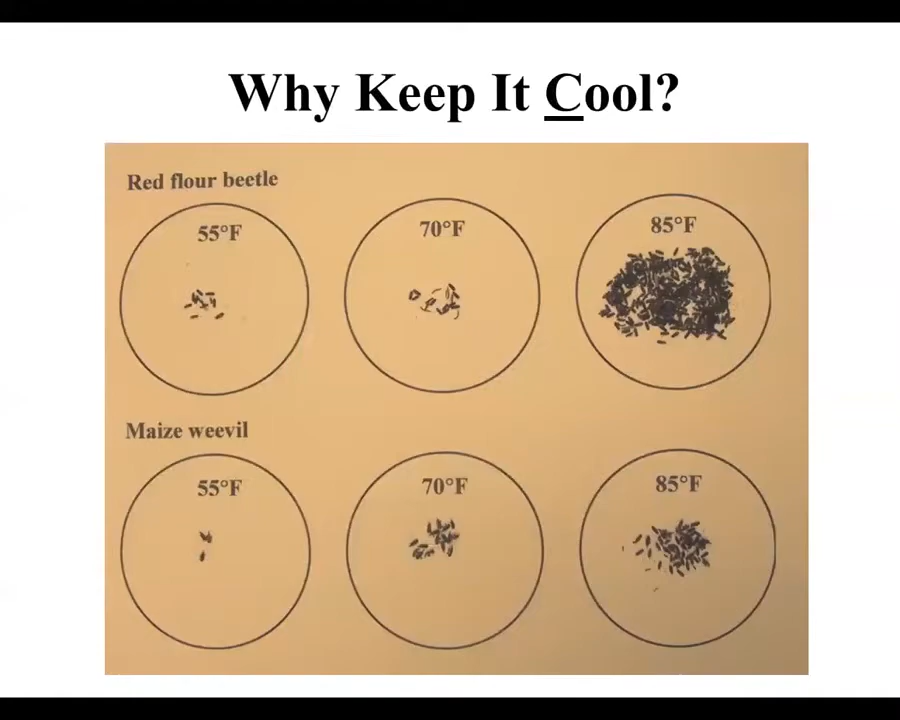 Why Keep It Cool?
Red flour beetle
55°F
70°F
85°F
Maize weevil
55°F
70°F
85°F